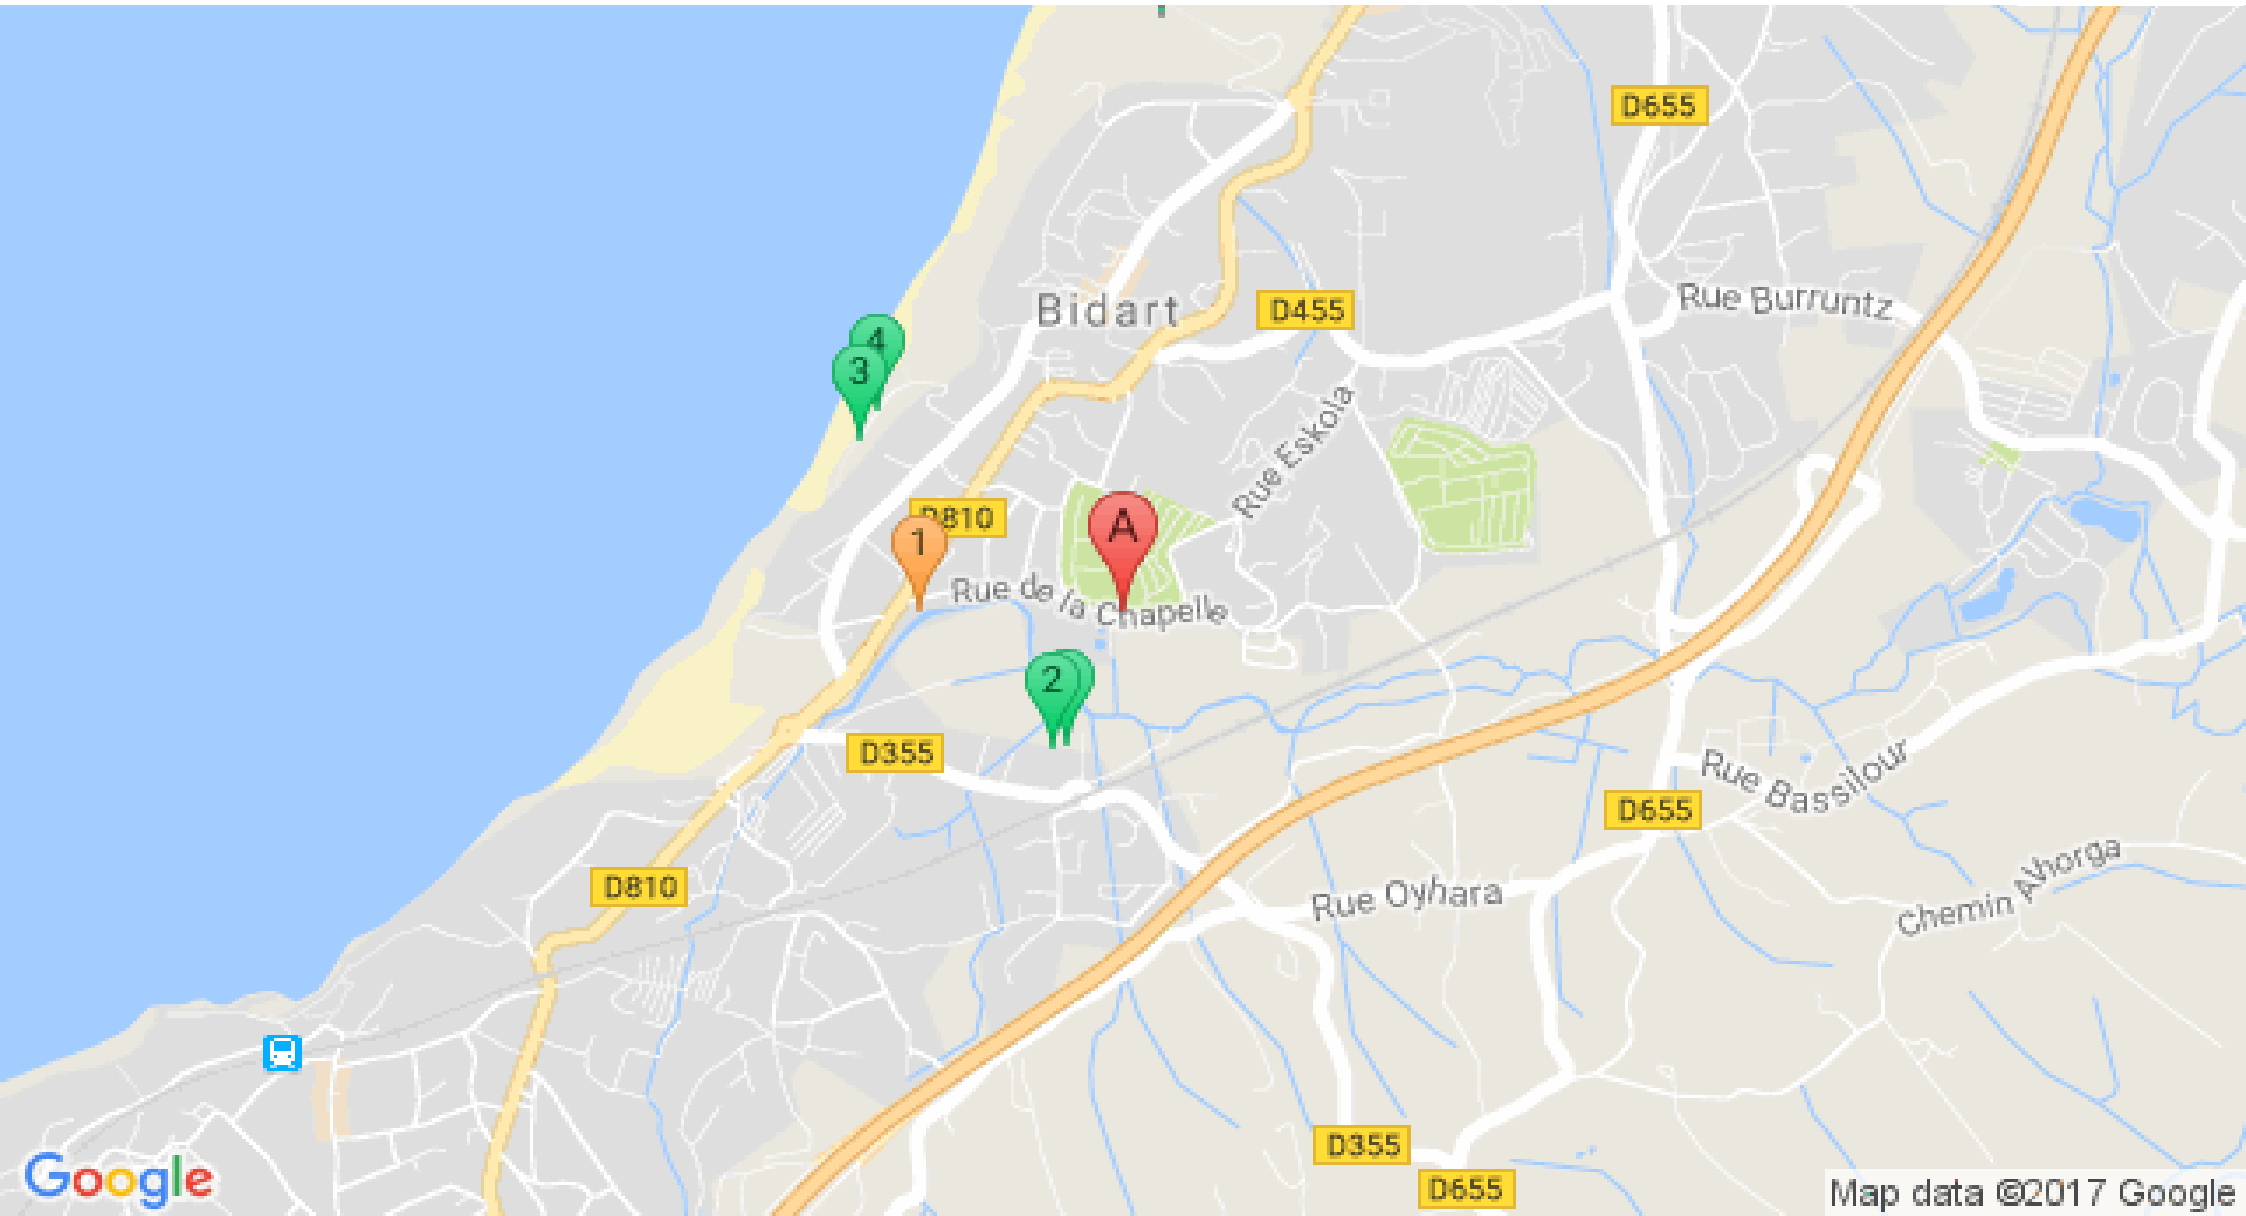 D655
Rue Burruntz
Bidart
D455
4
3
Rue Eskola
D810
A
1
Rue de la Chapelle
2
D355
Rue Bassilour
D655
D810
Rue Oyhara
Chemin Ahorga
D355
D655
Google
Map data ©2017 Google